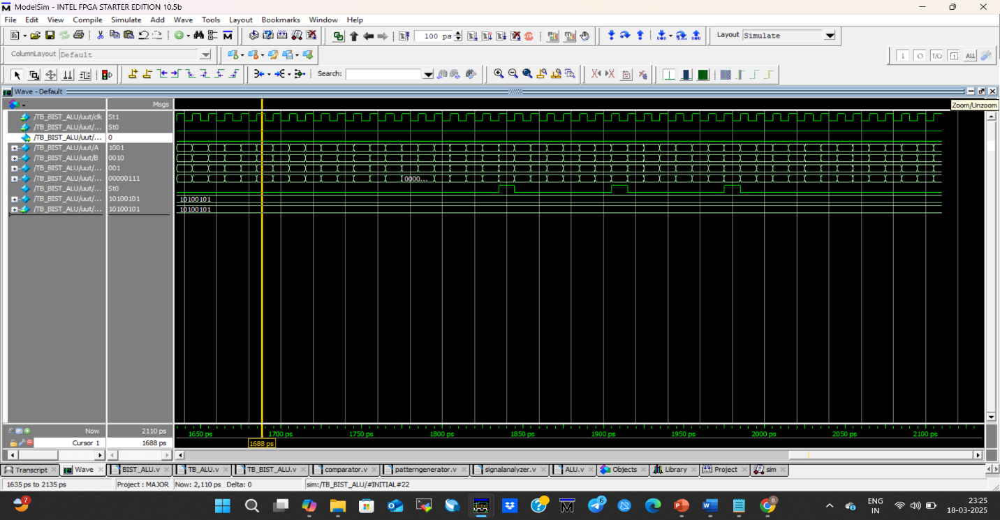 ModelSim - INTEL FPGA STARTER EDITION 10.5b
File Edit View Compile Simulate Add Wave Tools Layout Bookmarks Window Help
100 ps
Layout Simulate
ColumnLayout Default
1 I/O ALL
Search:
Wave - Default
Msgs
Zoom/Unzoom
/TB_BIST_ALU/uut/clk St1
/TB_BIST_ALU/uut/... St0
/TB_BIST_ALU/uut/... 0
/TB_BIST_ALU/uut/A 1001
/TB_BIST_ALU/uut/B 0010
/TB_BIST_ALU/uut/... 001
/TB_BIST_ALU/uut/... 00000111 0000...
/TB_BIST_ALU/uut/... St0
/TB_BIST_ALU/uut/... 10100101 10100101
/TB_BIST_ALU/uut/... 10100101 10100101
Now 2110 ps
1650 ps 1700 ps 1750 ps 1800 ps 1850 ps 1900 ps 1950 ps 2000 ps 2050 ps 2100 ps
Cursor 1 1688 ps 1688 ps
Transcript Wave BIST_ALU.v TB_ALU.v TB_BIST_ALU.v comparator.v patterngenerator.v signalanalyzer.v ALU.v Objects Library Project sim
1635 ps to 2135 ps Project : MAJOR Now: 2,110 ps Delta: 0 sim:/TB_BIST_ALU/#INITIAL#22
7 6 B ENG 23:25
IN 18-03-2025